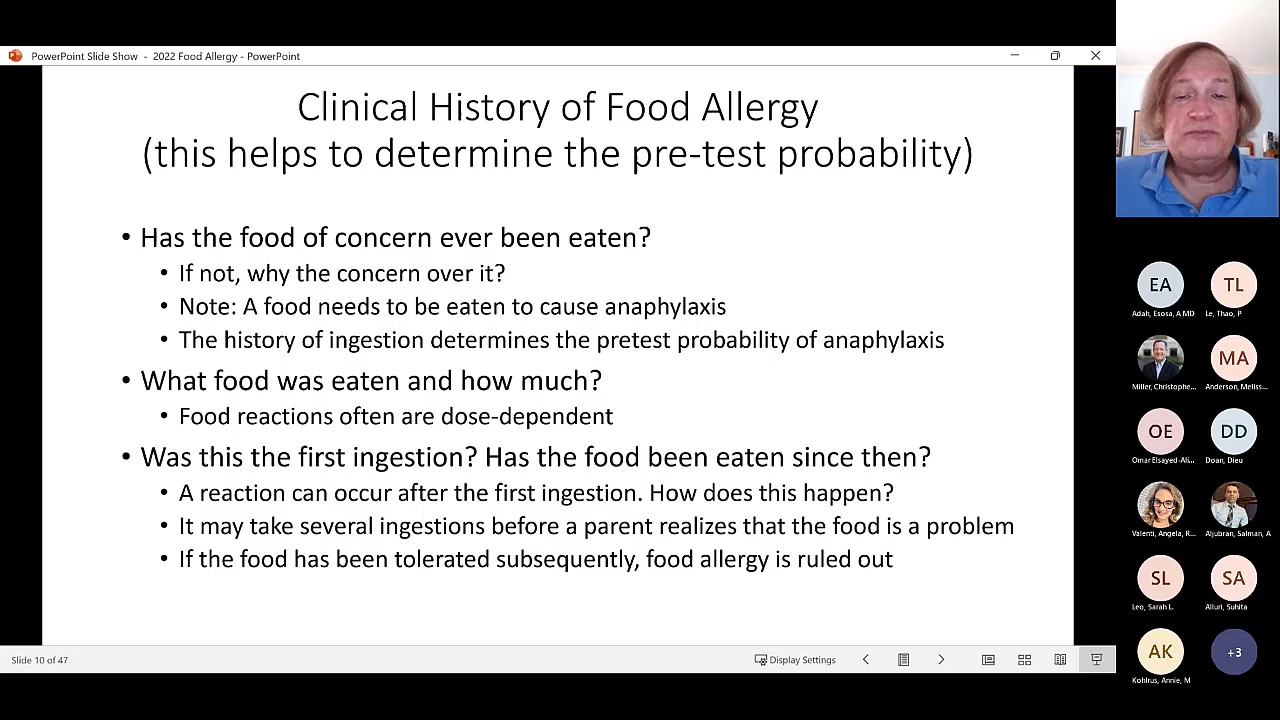 PowerPoint Slide Show - 2022 Food Allergy - PowerPoint
Clinical History of Food Allergy
(this helps to determine the pre-test probability)
• Has the food of concern ever been eaten?
• If not, why the concern over it?
• Note: A food needs to be eaten to cause anaphylaxis
• The history of ingestion determines the pretest probability of anaphylaxis
• What food was eaten and how much?
• Food reactions often are dose-dependent
• Was this the first ingestion? Has the food been eaten since then?
• A reaction can occur after the first ingestion. How does this happen?
• It may take several ingestions before a parent realizes that the food is a problem
• If the food has been tolerated subsequently, food allergy is ruled out
Slide 10 of 47
Display Settings
EA
TL
Adah, Esosa, A MD
Le, Thao, P
MA
Miller, Christophe...
Anderson, Meliss...
OE
DD
Omar Elsayed-Ali...
Doan, Dieu
Valenti, Angela, R...
Aljubran, Salman, A
SL
SA
Leo, Sarah L.
Alluri, Suhita
AK
+3
Kohlrus, Annie, M